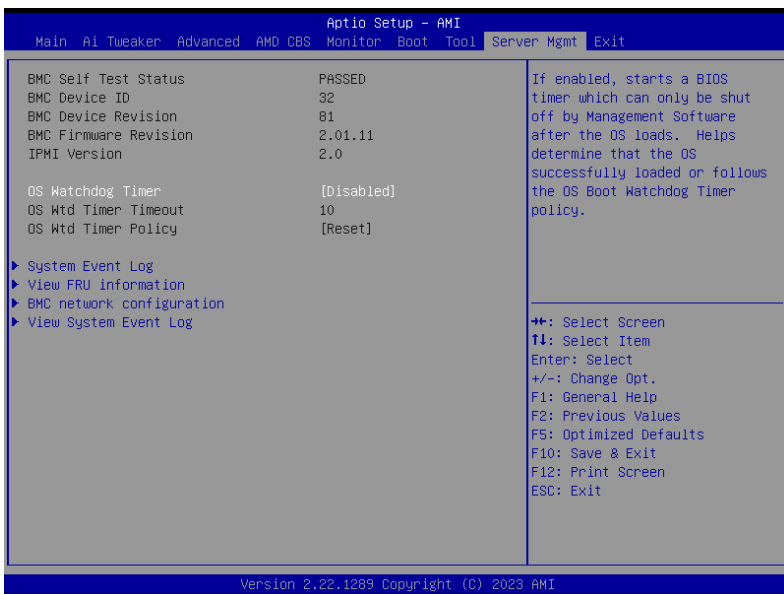 Aptio Setup – AMI
Main Ai Tweaker Advanced AMD CBS Monitor Boot Tool Server Mgmt Exit
BMC Self Test Status PASSED
BMC Device ID 32
BMC Device Revision 81
BMC Firmware Revision 2.01.11
IPMI Version 2.0
OS Watchdog Timer [Disabled]
OS Wtd Timer Timeout 10
OS Wtd Timer Policy [Reset]
System Event Log
View FRU information
BMC network configuration
View System Event Log
If enabled, starts a BIOS
timer which can only be shut
off by Management Software
after the OS loads. Helps
determine that the OS
successfully loaded or follows
the OS Boot Watchdog Timer
policy.
→←: Select Screen
↑↓: Select Item
Enter: Select
+/-: Change Opt.
F1: General Help
F2: Previous Values
F5: Optimized Defaults
F10: Save & Exit
F12: Print Screen
ESC: Exit
Version 2.22.1289 Copyright (C) 2023 AMI